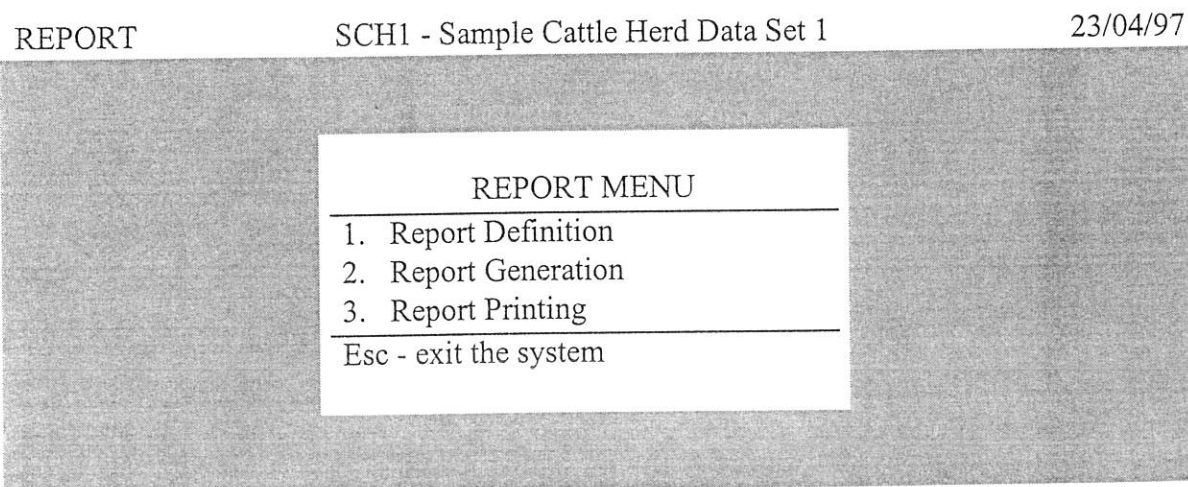 REPORT SCH1 - Sample Cattle Herd Data Set 1 23/04/97
REPORT MENU
1. Report Definition
2. Report Generation
3. Report Printing
Esc - exit the system